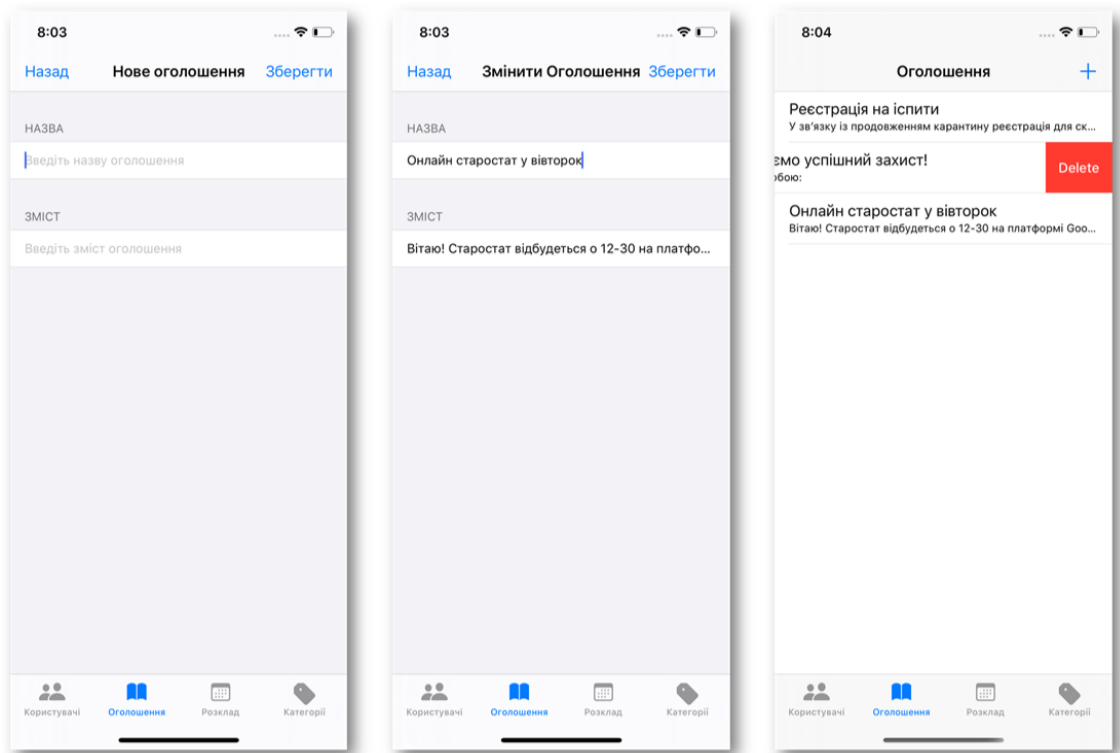 8:03
Назад Нове оголошення Зберегти
НАЗВА
Введіть назву оголошення
ЗМІСТ
Введіть зміст оголошення
Користувачі Оголошення Розклад Категорії
8:03
Назад Змінити Оголошення Зберегти
НАЗВА
Онлайн старостат у вівторок
ЗМІСТ
Вітаю! Старостат відбудеться о 12-30 на платфо...
Користувачі Оголошення Розклад Категорії
8:04
Оголошення +
Реєстрація на іспити
У зв'язку із продовженням карантину реєстрація для ск...
ємо успішний захист!
обою:
Delete
Онлайн старостат у вівторок
Вітаю! Старостат відбудеться о 12-30 на платформі Goo...
Користувачі Оголошення Розклад Категорії